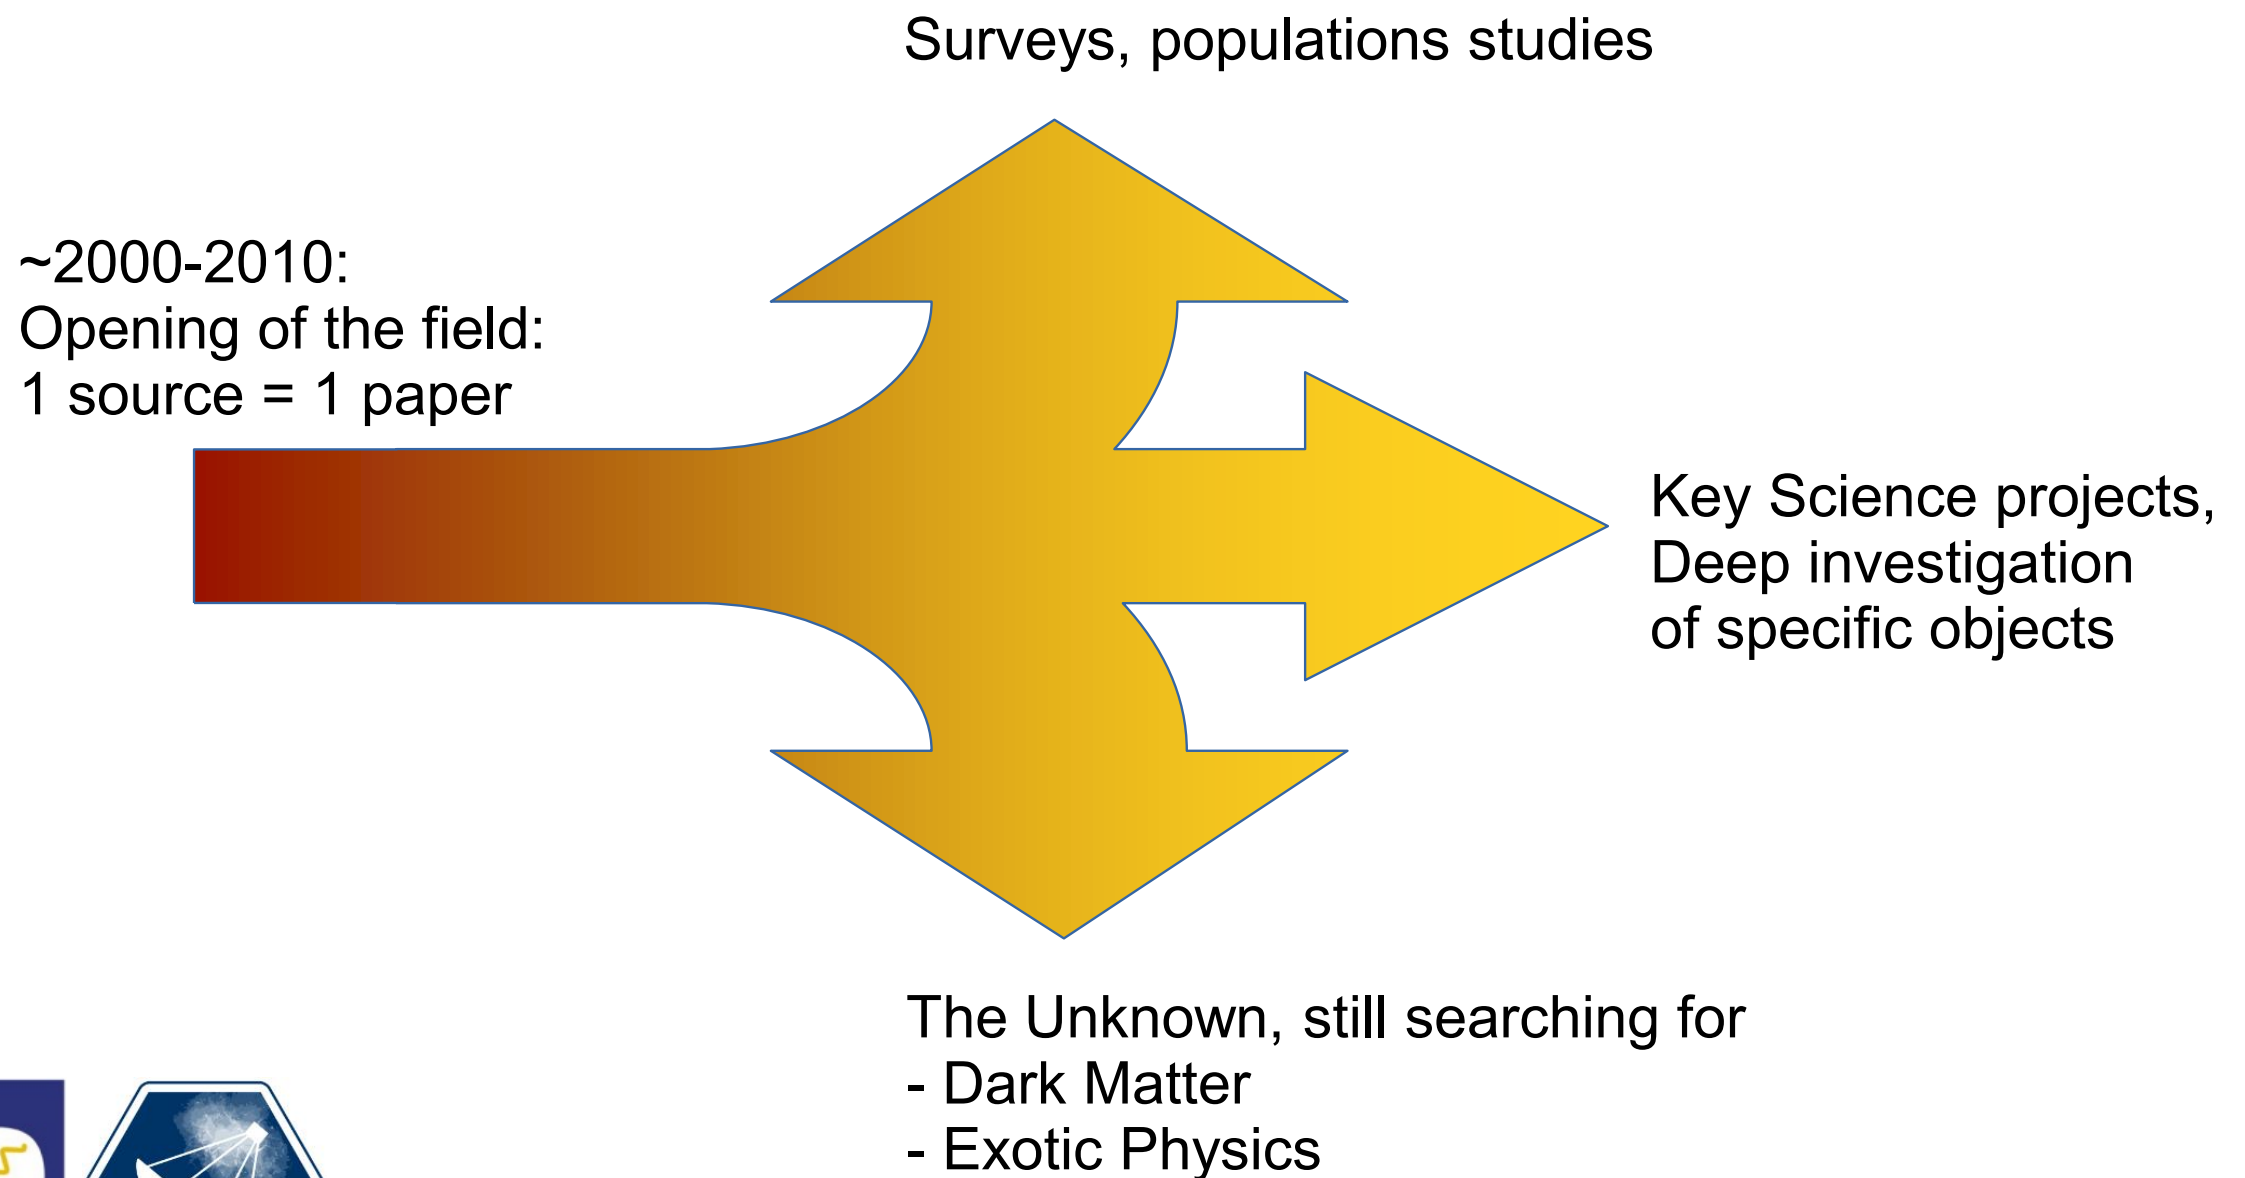 Surveys, populations studies
~2000-2010:
Opening of the field:
1 source = 1 paper
Key Science projects,
Deep investigation
of specific objects
The Unknown, still searching for
- Dark Matter
- Exotic Physics